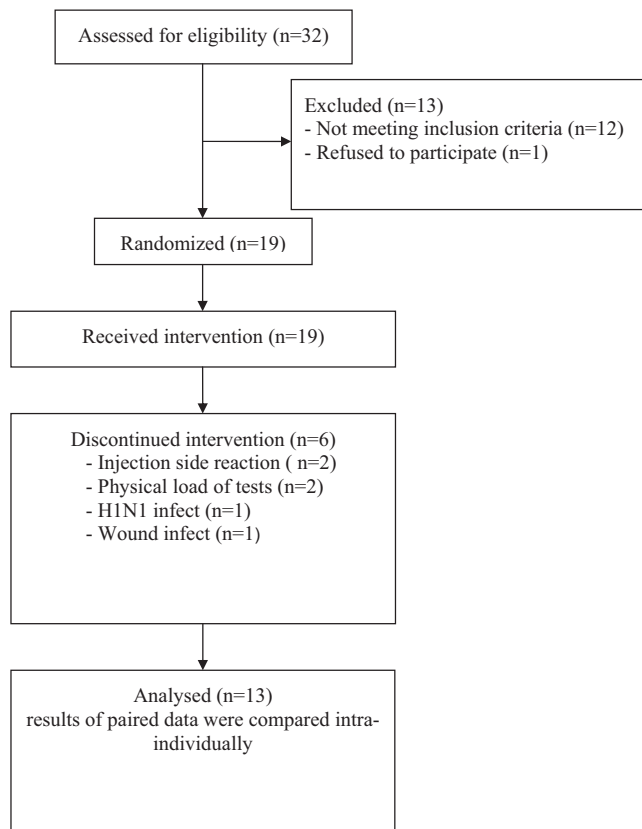 Assessed for eligibility (n=32)
Excluded (n=13)
- Not meeting inclusion criteria (n=12)
- Refused to participate (n=1)
Randomized (n=19)
Received intervention (n=19)
Discontinued intervention (n=6)
- Injection side reaction ( n=2)
- Physical load of tests (n=2)
- H1N1 infect (n=1)
- Wound infect (n=1)
Analysed (n=13)
results of paired data were compared intra-
individually